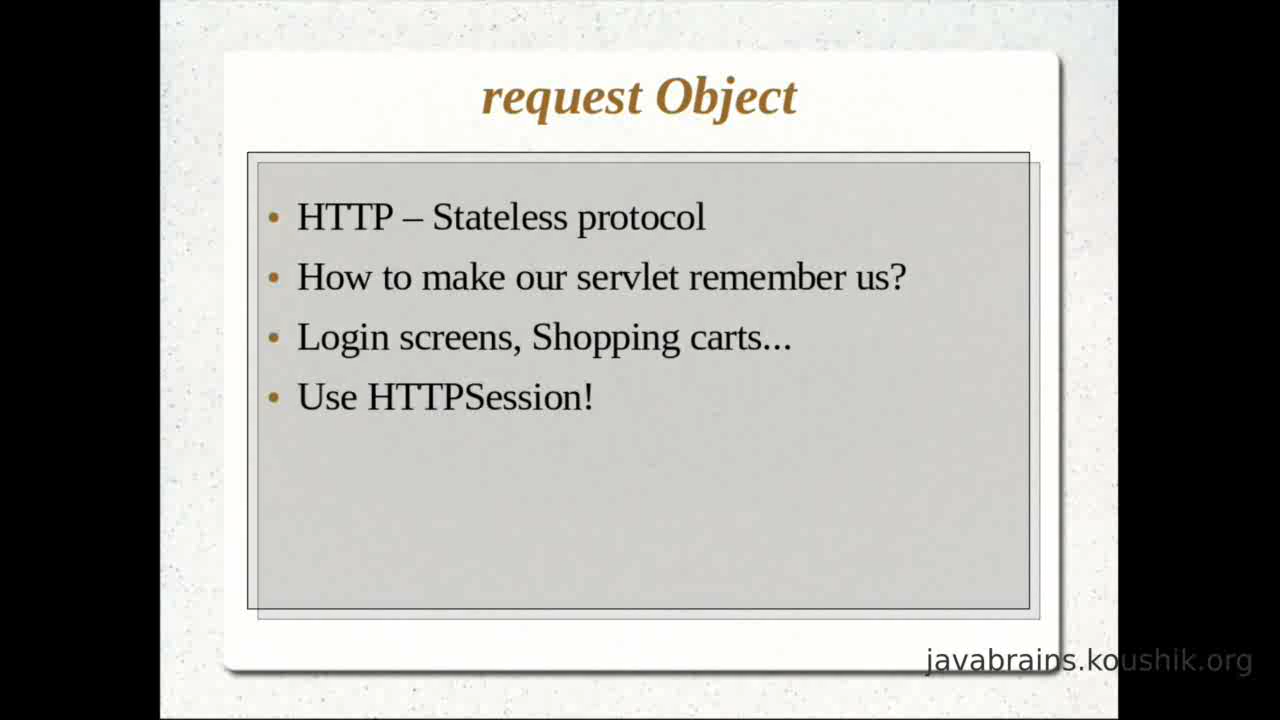 request Object
• HTTP – Stateless protocol
• How to make our servlet remember us?
• Login screens, Shopping carts...
• Use HTTPSession!
javabrains.koushik.org